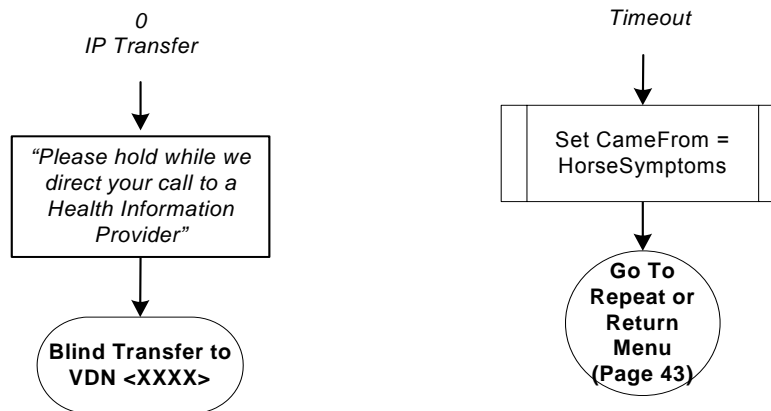 0
IP Transfer
“Please hold while we
direct your call to a
Health Information
Provider”
Blind Transfer to
VDN <XXXX>
Timeout
Set CameFrom =
HorseSymptoms
Go To
Repeat or
Return
Menu
(Page 43)